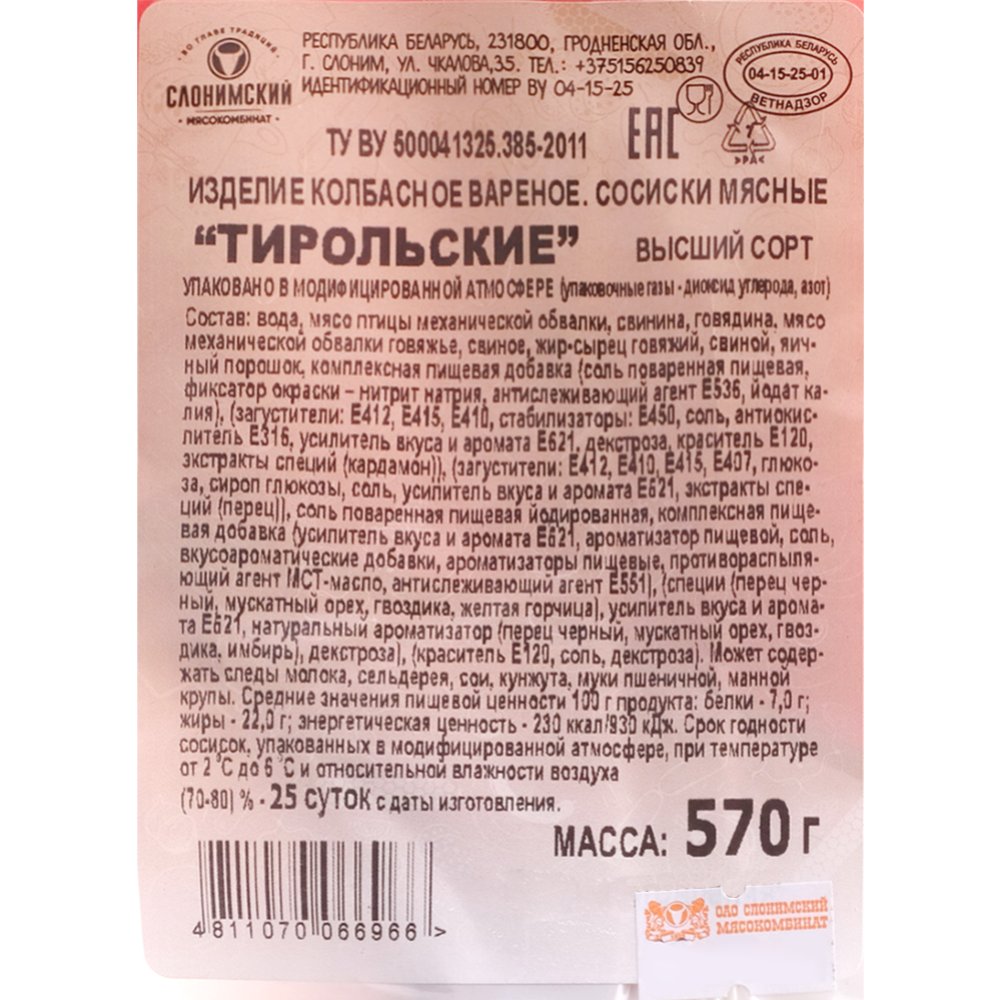 ВО ГЛАВЕ ТРАДИЦИЙ
СЛОНИМСКИЙ
• МЯСОКОМБИНАТ •
РЕСПУБЛИКА БЕЛАРУСЬ, 231800, ГРОДНЕНСКАЯ ОБЛ.,
Г. СЛОНИМ, УЛ. ЧКАЛОВА,35. ТЕЛ.: +375156250839
ИДЕНТИФИКАЦИОННЫЙ НОМЕР BY 04-15-25
РЕСПУБЛИКА БЕЛАРУСЬ
04-15-25-01
ВЕТНАДЗОР
ТУ BY 500041325.385-2011
ЕАС
>PA<
ИЗДЕЛИЕ КОЛБАСНОЕ ВАРЕНОЕ. СОСИСКИ МЯСНЫЕ
“ТИРОЛЬСКИЕ” ВЫСШИЙ СОРТ
УПАКОВАНО В МОДИФИЦИРОВАННОЙ АТМОСФЕРЕ (упаковочные газы - диоксид углерода, азот)
Состав: вода, мясо птицы механической обвалки, свинина, говядина, мясо
механической обвалки говяжье, свиное, жир-сырец говяжий, свиной, яич-
ный порошок, комплексная пищевая добавка (соль поваренная пищевая,
фиксатор окраски – нитрит натрия, антислеживающий агент Е536, йодат ка-
лия), (загустители: Е412, Е415, Е410, стабилизаторы: Е450, соль, антиокис-
литель Е316, усилитель вкуса и аромата Е621, декстроза, краситель Е120,
экстракты специй (кардамон)), (загустители: Е412, Е410, Е415, Е407, глюко-
за, сироп глюкозы, соль, усилитель вкуса и аромата Е621, экстракты спе-
ций (перец)), соль поваренная пищевая йодированная, комплексная пище-
вая добавка (усилитель вкуса и аромата Е621, ароматизатор пищевой, соль,
вкусоароматические добавки, ароматизаторы пищевые, противораспыля-
ющий агент МСТ-масло, антислеживающий агент Е551), (специи (перец чер-
ный, мускатный орех, гвоздика, желтая горчица), усилитель вкуса и арома-
та Е621, натуральный ароматизатор (перец черный, мускатный орех, гвоз-
дика, имбирь), декстроза), (краситель Е120, соль, декстроза). Может содер-
жать следы молока, сельдерея, сои, кунжута, муки пшеничной, манной
крупы. Средние значения пищевой ценности 100 г продукта: белки - 7,0 г;
жиры - 22,0 г; энергетическая ценность - 230 ккал/930 кДж. Срок годности
сосисок, упакованных в модифицированной атмосфере, при температуре
от 2 °С до 6 °С и относительной влажности воздуха
(70-80) % - 25 СУТОК с даты изготовления.
МАССА: 570 г
4 811070 066966 >
ОАО СЛОНИМСКИЙ
МЯСОКОМБИНАТ